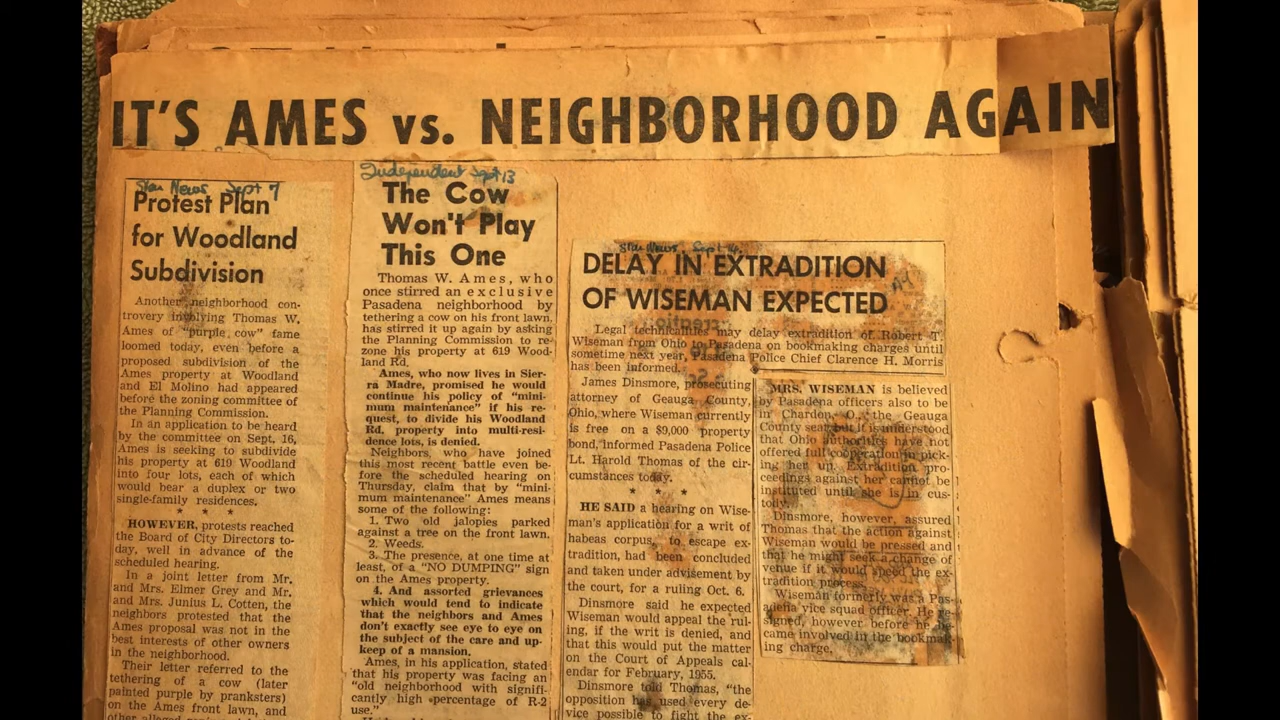 IT'S AMES vs. NEIGHBORHOOD AGAIN
Star News Sept 7
Protest Plan
for Woodland
Subdivision
Another neighborhood con-
trovery involving Thomas W.
Ames of "purple cow" fame
loomed today, even before a
proposed subdivision of the
Ames property at Woodland
and El Molino had appeared
before the zoning committee of
the Planning Commission.
In an application to be heard
by the committee on Sept. 16,
Ames is seeking to subdivide
his property at 619 Woodland
into four lots, each of which
would bear a duplex or two
single-family residences.
* * *
HOWEVER, protests reached
the Board of City Directors to-
day, well in advance of the
scheduled hearing.
In a joint letter from Mr.
and Mrs. Elmer Grey and Mr.
and Mrs. Junius L. Cotten, the
neighbors protested that the
Ames proposal was not in the
best interests of other owners
in the neighborhood.
Their letter referred to the
tethering of a cow (later
painted purple by pranksters)
on the Ames front lawn, and
other alleged
Independent Sept 13
The Cow
Won't Play
This One
Thomas W. Ames, who
once stirred an exclusive
Pasadena neighborhood by
tethering a cow on his front lawn,
has stirred it up again by asking
the Planning Commission to re-
zone his property at 619 Wood-
land Rd.
Ames, who now lives in Sier-
ra Madre, promised he would
continue his policy of "mini-
mum maintenance" if his re-
quest, to divide his Woodland
Rd. property into multi-resi-
dence lots, is denied.
Neighbors, who have joined
this most recent battle even be-
fore the scheduled hearing on
Thursday, claim that by "mini-
mum maintenance" Ames means
some of the following:
1. Two old jalopies parked
against a tree on the front lawn.
2. Weeds.
3. The presence, at one time at
least, of a "NO DUMPING" sign
on the Ames property.
4. And assorted grievances
which would tend to indicate
that the neighbors and Ames
don't exactly see eye to eye on
the subject of the care and up-
keep of a mansion.
Ames, in his application, stated
that his property was facing an
"old neighborhood with signifi-
cantly high percentage of R-2
use."
Star News Sept 14
A4
DELAY IN EXTRADITION
OF WISEMAN EXPECTED
Legal technicalities may delay extradition of Robert T.
Wiseman from Ohio to Pasadena on bookmaking charges until
sometime next year, Pasadena Police Chief Clarence H. Morris
has been informed.
James Dinsmore, prosecuting
attorney of Geauga County,
Ohio, where Wiseman currently
is free on a $9,000 property
bond, informed Pasadena Police
Lt. Harold Thomas of the cir-
cumstances today.
* * *
HE SAID a hearing on Wise-
man's application for a writ of
habeas corpus, to escape ex-
tradition, had been concluded
and taken under advisement by
the court, for a ruling Oct. 6.
Dinsmore said he expected
Wiseman would appeal the rul-
ing, if the writ is denied, and
that this would put the matter
on the Court of Appeals cal-
endar for February, 1955.
Dinsmore told Thomas, "the
opposition has used every de-
vice possible to fight the ex-
MRS. WISEMAN is believed
by Pasadena officers also to be
in Chardon, O., the Geauga
County seat, but it is understood
that Ohio authorities have not
offered full cooperation in pick-
ing her up. Extradition pro-
ceedings against her cannot be
instituted until she is in cus-
tody.
Dinsmore, however, assured
Thomas that the action against
Wiseman would be pressed and
that he might seek a change of
venue if it would speed the ex-
tradition process.
Wiseman formerly was a Pas-
adena vice squad officer. He re-
signed, however before he be-
came involved in the bookmak-
ing charge.